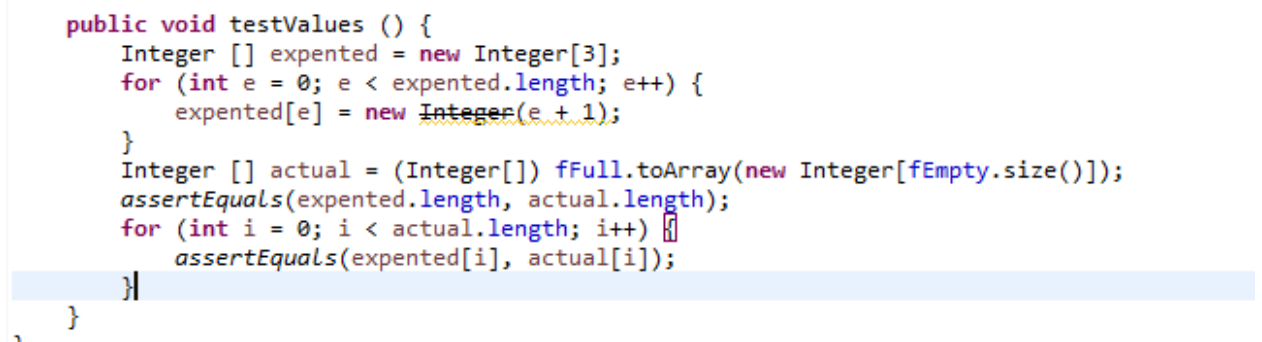 public void testValues () {
Integer [] expented = new Integer[3];
for (int e = 0; e < expented.length; e++) {
expented[e] = new Integer(e + 1);
}
Integer [] actual = (Integer[]) fFull.toArray(new Integer[fEmpty.size()]);
assertEquals(expented.length, actual.length);
for (int i = 0; i < actual.length; i++) {
assertEquals(expented[i], actual[i]);
}
}
}